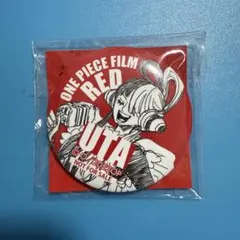 ONE PIECE FILM
RED
UTA
NOT FOR SALE